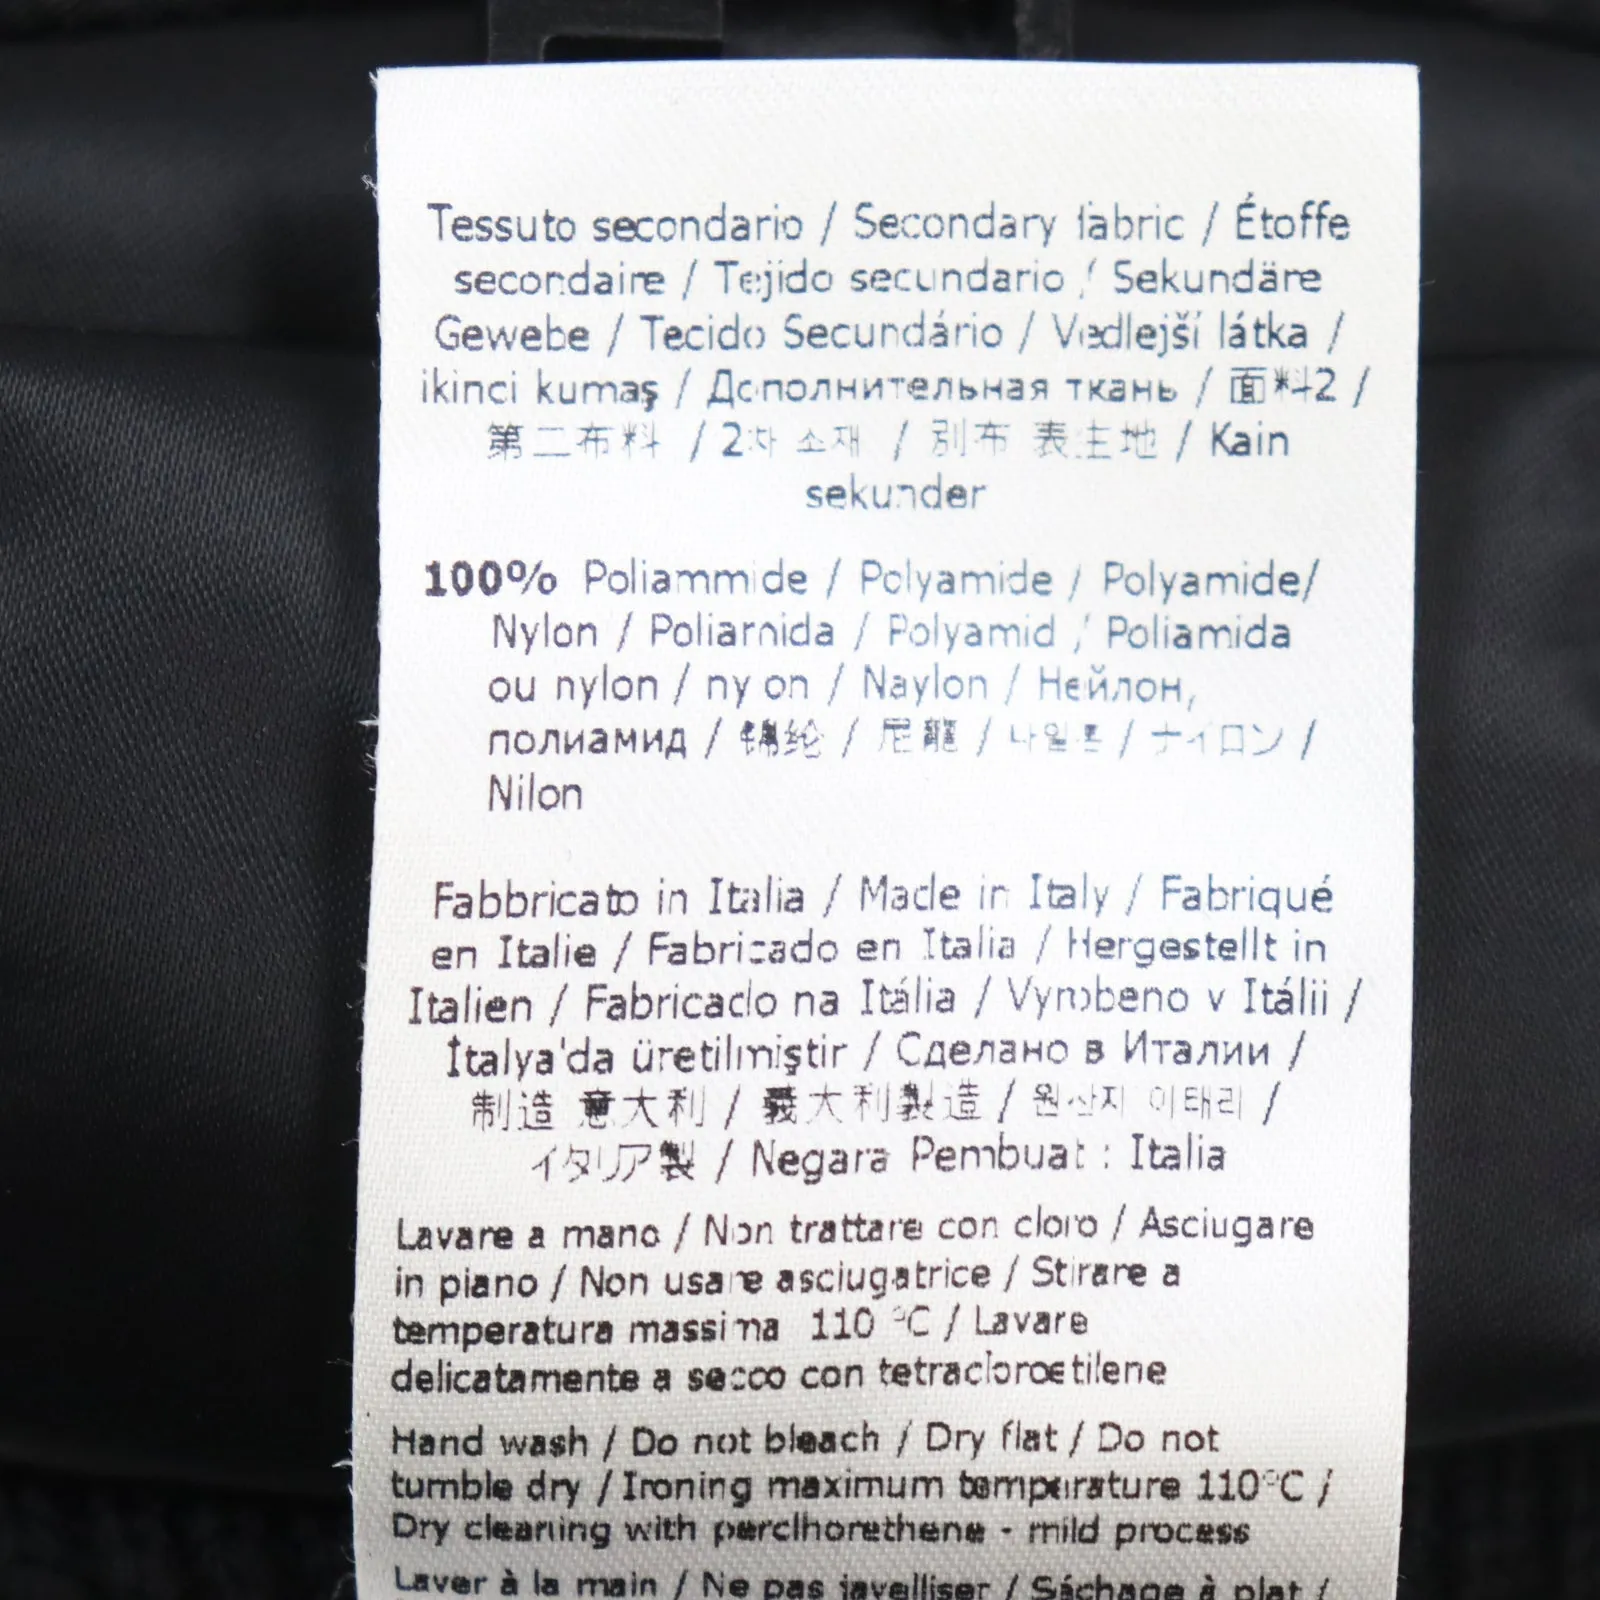 Tessuto secondario / Secondary fabric / Étoffe
secondaire / Tejido secundario / Sekundäre
Gewebe / Tecido Secundário / Vedlejší látka /
ikinci kumaş / Дополнительная ткань / 面料2 /
第二布料 / 2차 소재 / 別布 表生地 / Kain
sekunder
100% Poliammide / Polyamide / Polyamide/
Nylon / Poliamida / Polyamid / Poliamida
ou nylon / nylon / Naylon / Нейлон,
полиамид / 锦纶 / 尼龍 / 나일론 / ナイロン /
Nilon
Fabbricato in Italia / Made in Italy / Fabriqué
en Italie / Fabricado en Italia / Hergestellt in
Italien / Fabricado na Itália / Vyrobeno v Itálii /
İtalya'da üretilmiştir / Сделано в Италии /
制造 意大利 / 義大利製造 / 원산지 이태리 /
イタリア製 / Negara Pembuat : Italia
Lavare a mano / Non trattare con cloro / Asciugare
in piano / Non usare asciugatrice / Stirare a
temperatura massima 110 °C / Lavare
delicatamente a secco con tetracloroetilene
Hand wash / Do not bleach / Dry flat / Do not
tumble dry / Ironing maximum temperature 110°C /
Dry cleaning with perclhorethene - mild process
Laver à la main / Ne pas javelliser / Séchage à plat /